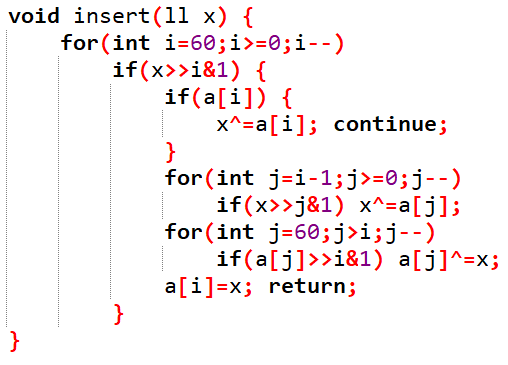 void insert(ll x) {
    for(int i=60;i>=0;i--)
        if(x>>i&1) {
            if(a[i]) {
                x^=a[i]; continue;
            }
            for(int j=i-1;j>=0;j--)
                if(x>>j&1) x^=a[j];
            for(int j=60;j>i;j--)
                if(a[j]>>i&1) a[j]^=x;
            a[i]=x; return;
        }
}